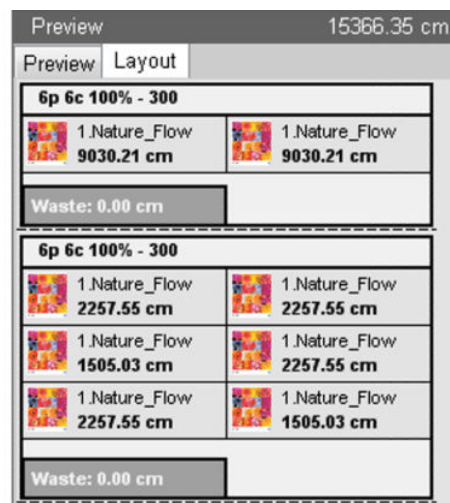 Preview 15366.35 cm
Preview Layout
6p 6c 100% - 300
1.Nature_Flow 1.Nature_Flow
9030.21 cm 9030.21 cm
Waste: 0.00 cm
6p 6c 100% - 300
1.Nature_Flow 1.Nature_Flow
2257.55 cm 2257.55 cm
1.Nature_Flow 1.Nature_Flow
1505.03 cm 2257.55 cm
1.Nature_Flow 1.Nature_Flow
2257.55 cm 1505.03 cm
Waste: 0.00 cm